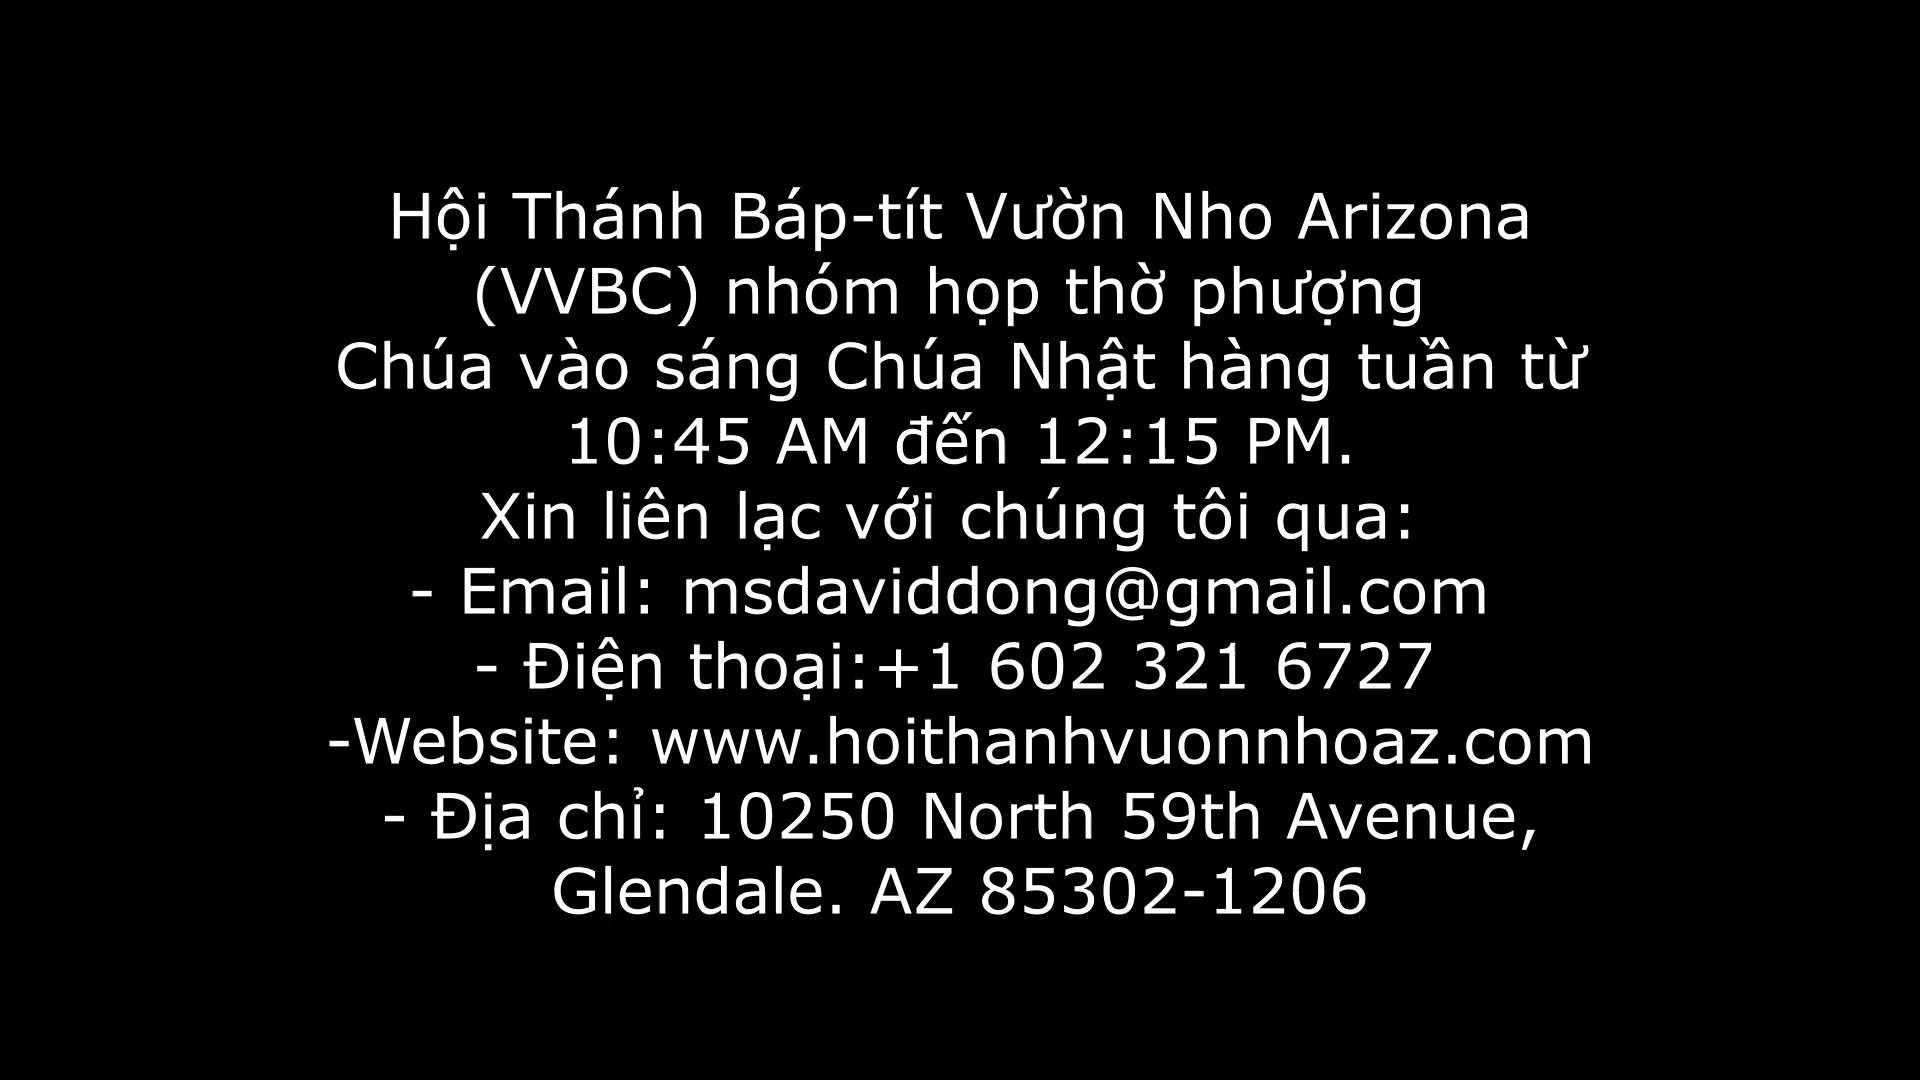 Hội Thánh Báp-tít Vườn Nho Arizona
(VVBC) nhóm họp thờ phượng
Chúa vào sáng Chúa Nhật hàng tuần từ
10:45 AM đến 12:15 PM.
Xin liên lạc với chúng tôi qua:
- Email: msdaviddong@gmail.com
- Điện thoại:+1 602 321 6727
-Website: www.hoithanhvuonnhoaz.com
- Địa chỉ: 10250 North 59th Avenue,
Glendale. AZ 85302-1206